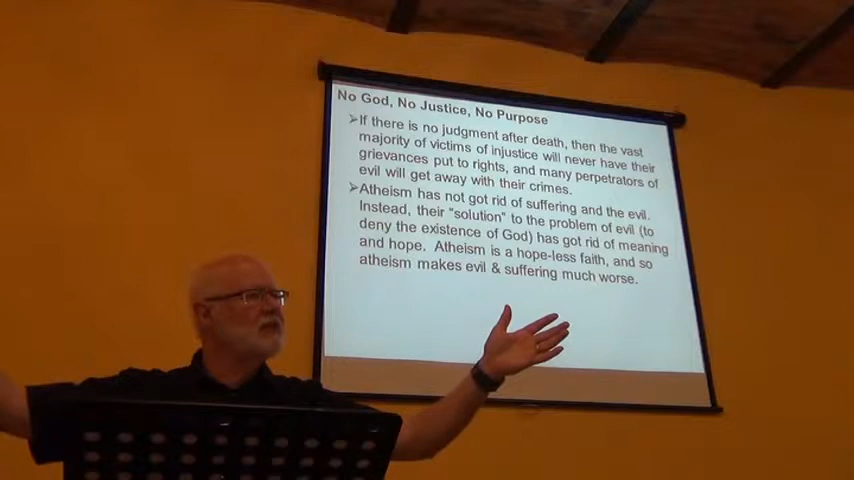 No God, No Justice, No Purpose
➢If there is no judgment after death, then the vast
majority of victims of injustice will never have their
grievances put to rights, and many perpetrators of
evil will get away with their crimes.
➢Atheism has not got rid of suffering and the evil.
Instead, their "solution" to the problem of evil (to
deny the existence of God) has got rid of meaning
and hope. Atheism is a hope-less faith, and so
atheism makes evil & suffering much worse.